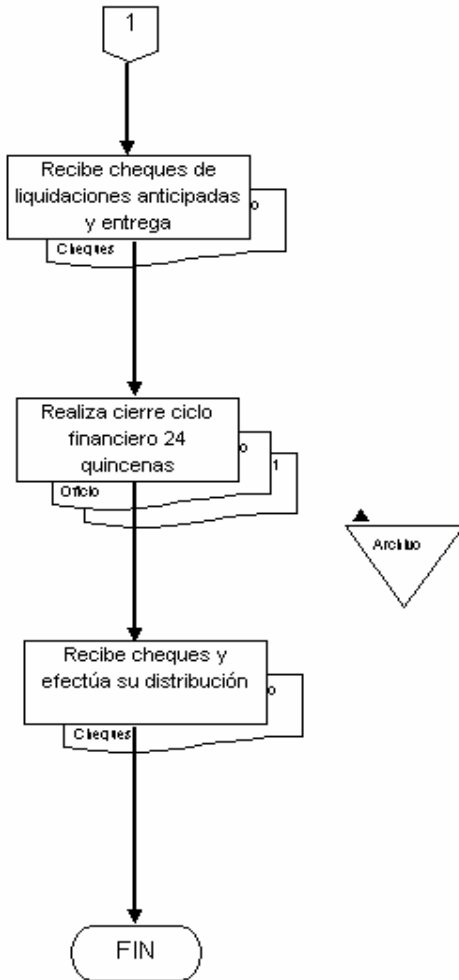 1
Recibe cheques de
liquidaciones anticipadas
y entrega
o
Cheques
Realiza cierre ciclo
financiero 24
quincenas
o
1
Oficio
Archivo
Recibe cheques y
efectúa su distribución
o
Cheques
FIN